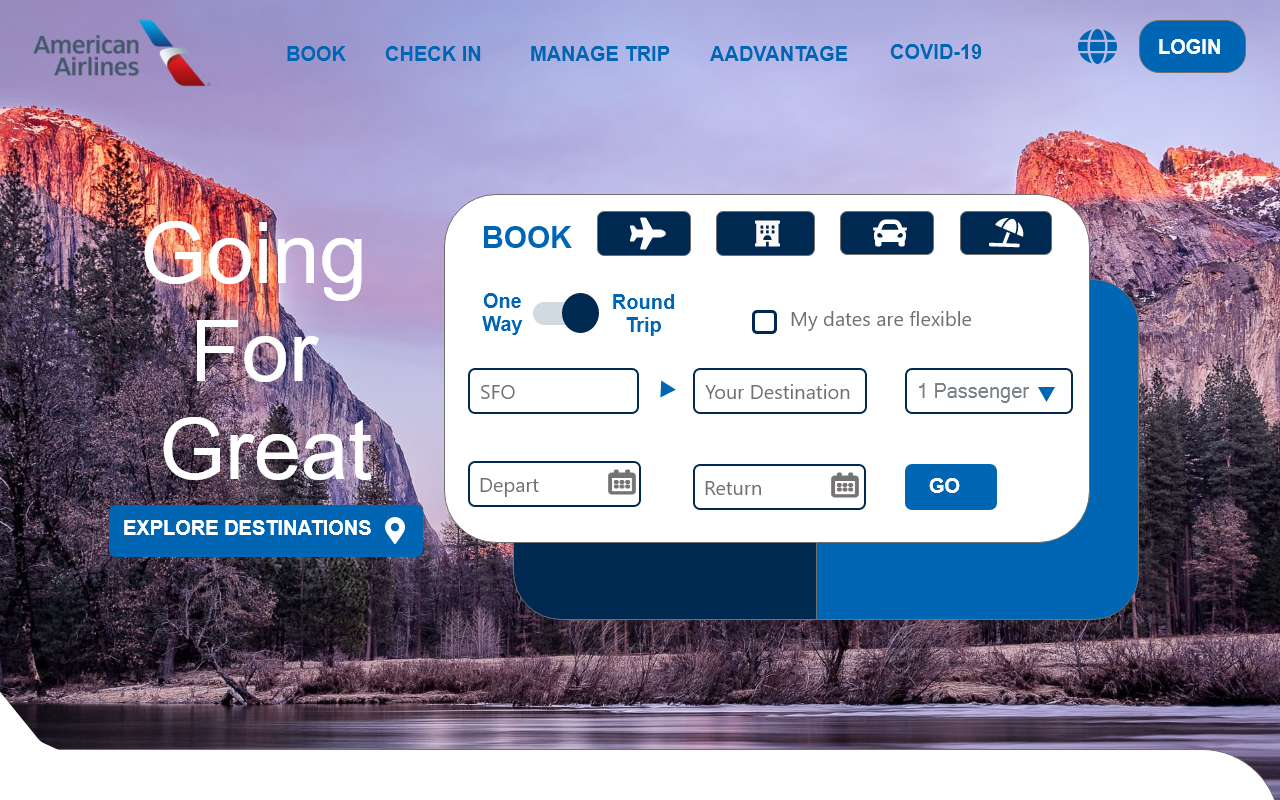 American
Airlines
BOOK
CHECK IN
MANAGE TRIP
AADVANTAGE
COVID-19
LOGIN
Going
For
Great
EXPLORE DESTINATIONS
BOOK
One
Way
Round
Trip
My dates are flexible
SFO
Your Destination
1 Passenger
Depart
Return
GO